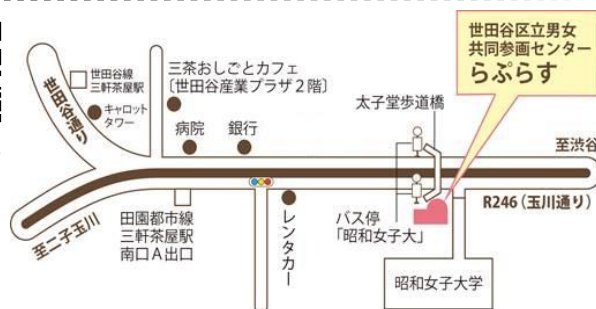 世田谷区立男女
共同参画センター
らぷらす
世田谷線
三軒茶屋駅
キャロット
タワー
世田谷通り
三茶おしごとカフェ
〔世田谷産業プラザ2階〕
病院
銀行
太子堂歩道橋
至渋谷
R246（玉川通り）
至二子玉川
田園都市線
三軒茶屋駅
南口A出口
レンタカー
バス停
「昭和女子大」
昭和女子大学